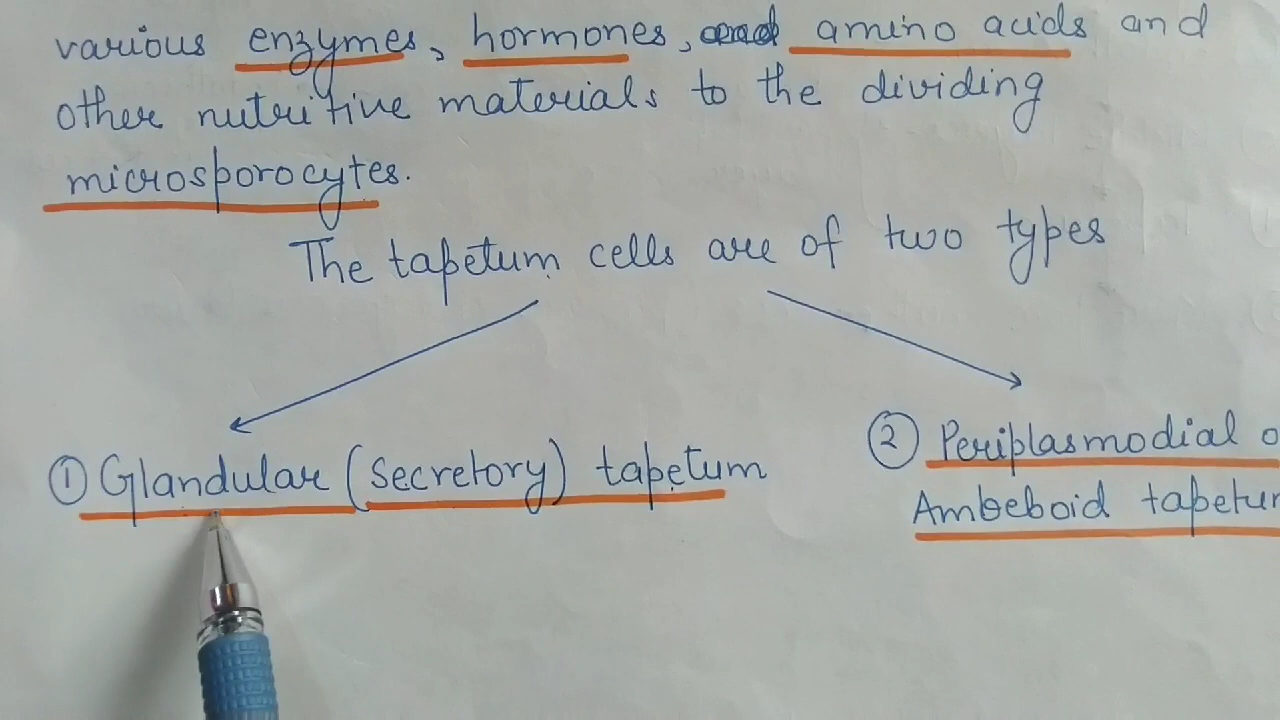 various enzymes, hormones, amino acids and
other nutritive materials to the dividing
microsporocytes.
The tapetum cells are of two types
① Glandular (secretory) tapetum
② Periplasmodial o
Amoeboid tapetu